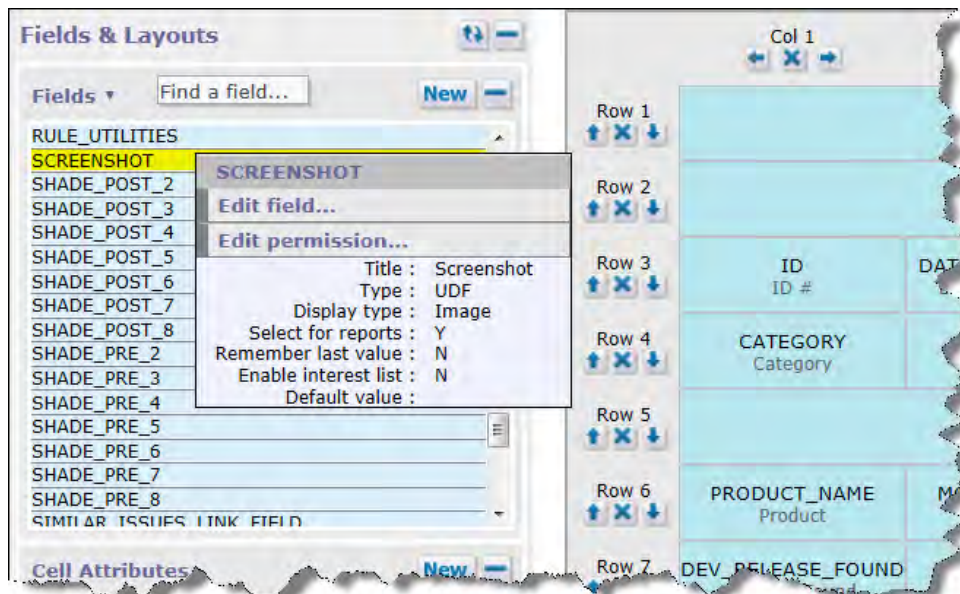 Fields & Layouts
Fields
Find a field...
New
RULE_UTILITIES
SCREENSHOT
SHADE_POST_2
SHADE_POST_3
SHADE_POST_4
SHADE_POST_5
SHADE_POST_6
SHADE_POST_7
SHADE_POST_8
SHADE_PRE_2
SHADE_PRE_3
SHADE_PRE_4
SHADE_PRE_5
SHADE_PRE_6
SHADE_PRE_7
SHADE_PRE_8
SIMILAR_ISSUES_LINK_FIELD
SCREENSHOT
Edit field...
Edit permission...
Title : Screenshot
Type : UDF
Display type : Image
Select for reports : Y
Remember last value : N
Enable interest list : N
Default value :
Cell Attributes
New
Col 1
Row 1
Row 2
Row 3
ID
DAT
ID #
Row 4
CATEGORY
Category
Row 5
Row 6
PRODUCT_NAME
Product
Row 7
DEV_RELEASE_FOUND